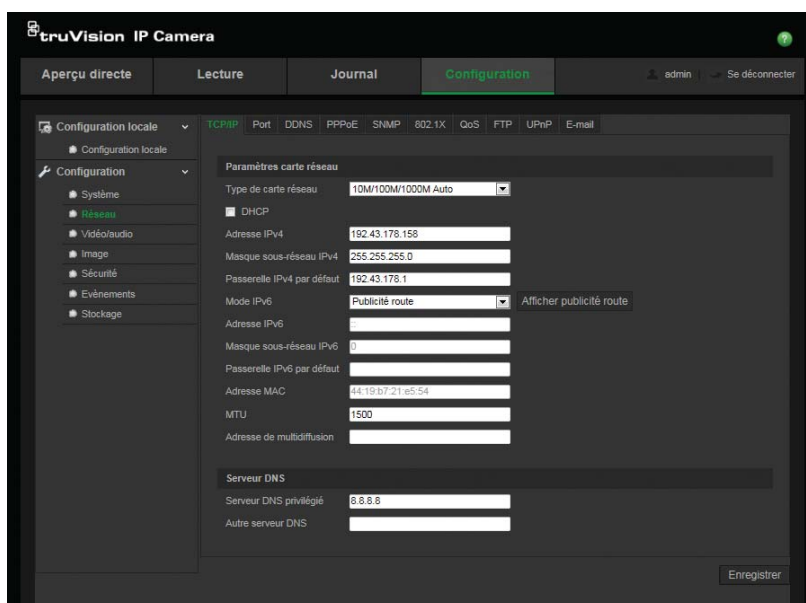 truVision IP Camera
?
Aperçu directe Lecture Journal Configuration admin Se déconnecter
Configuration locale
Configuration locale
Configuration
Système
Réseau
Vidéo/audio
Image
Sécurité
Evènements
Stockage
TCP/IP Port DDNS PPPoE SNMP 802.1X QoS FTP UPnP E-mail
Paramètres carte réseau
Type de carte réseau 10M/100M/1000M Auto
DHCP
Adresse IPv4 192.43.178.158
Masque sous-réseau IPv4 255.255.255.0
Passerelle IPv4 par défaut 192.43.178.1
Mode IPv6 Publicité route Afficher publicité route
Adresse IPv6 ::
Masque sous-réseau IPv6 0
Passerelle IPv6 par défaut
Adresse MAC 44:19:b7:21:e5:54
MTU 1500
Adresse de multidiffusion
Serveur DNS
Serveur DNS privilégié 8.8.8.8
Autre serveur DNS
Enregistrer